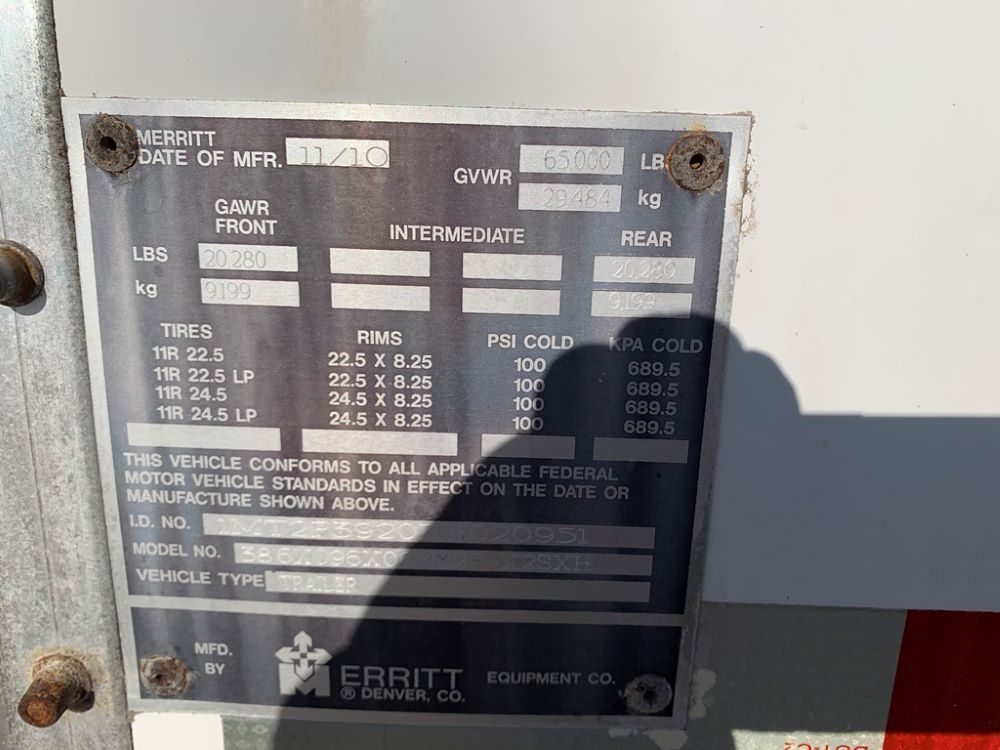 MERRITT
DATE OF MFR. 11/10
GVWR 65000 LB
29484 kg
GAWR
FRONT INTERMEDIATE REAR
LBS 20280 20280
kg 9199 9199
TIRES RIMS PSI COLD KPA COLD
11R 22.5 22.5 X 8.25 100 689.5
11R 22.5 LP 22.5 X 8.25 100 689.5
11R 24.5 24.5 X 8.25 100 689.5
11R 24.5 LP 24.5 X 8.25 100 689.5
THIS VEHICLE CONFORMS TO ALL APPLICABLE FEDERAL
MOTOR VEHICLE STANDARDS IN EFFECT ON THE DATE OR
MANUFACTURE SHOWN ABOVE.
I.D. NO.
MODEL NO.
VEHICLE TYPE TRAILER
MFD.
BY
MERRITT EQUIPMENT CO.
® DENVER, CO.